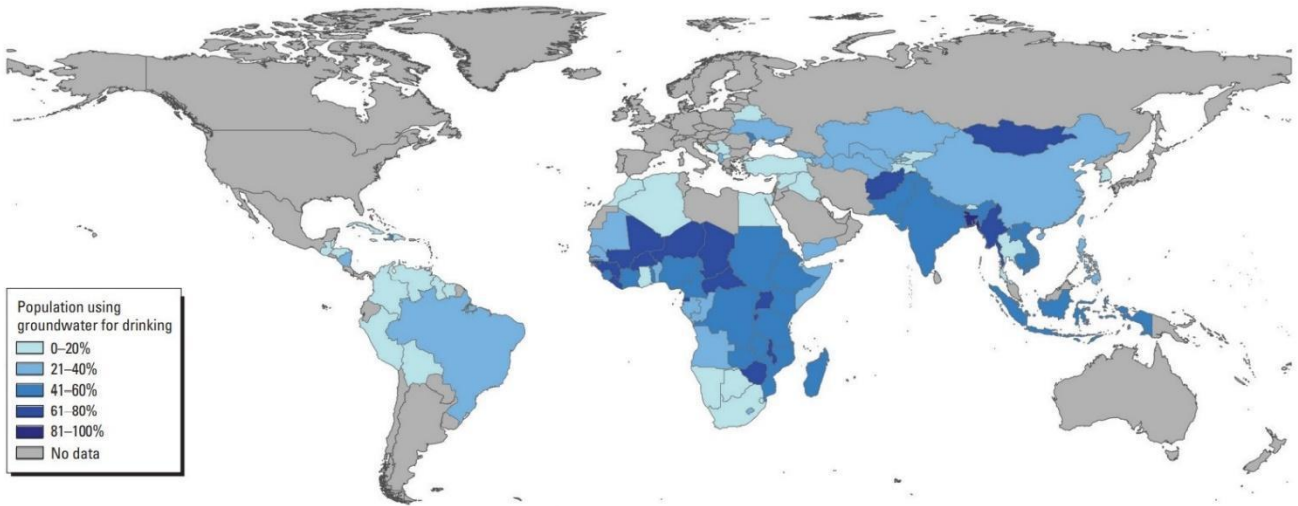 Population using
groundwater for drinking
0–20%
21–40%
41–60%
61–80%
81–100%
No data